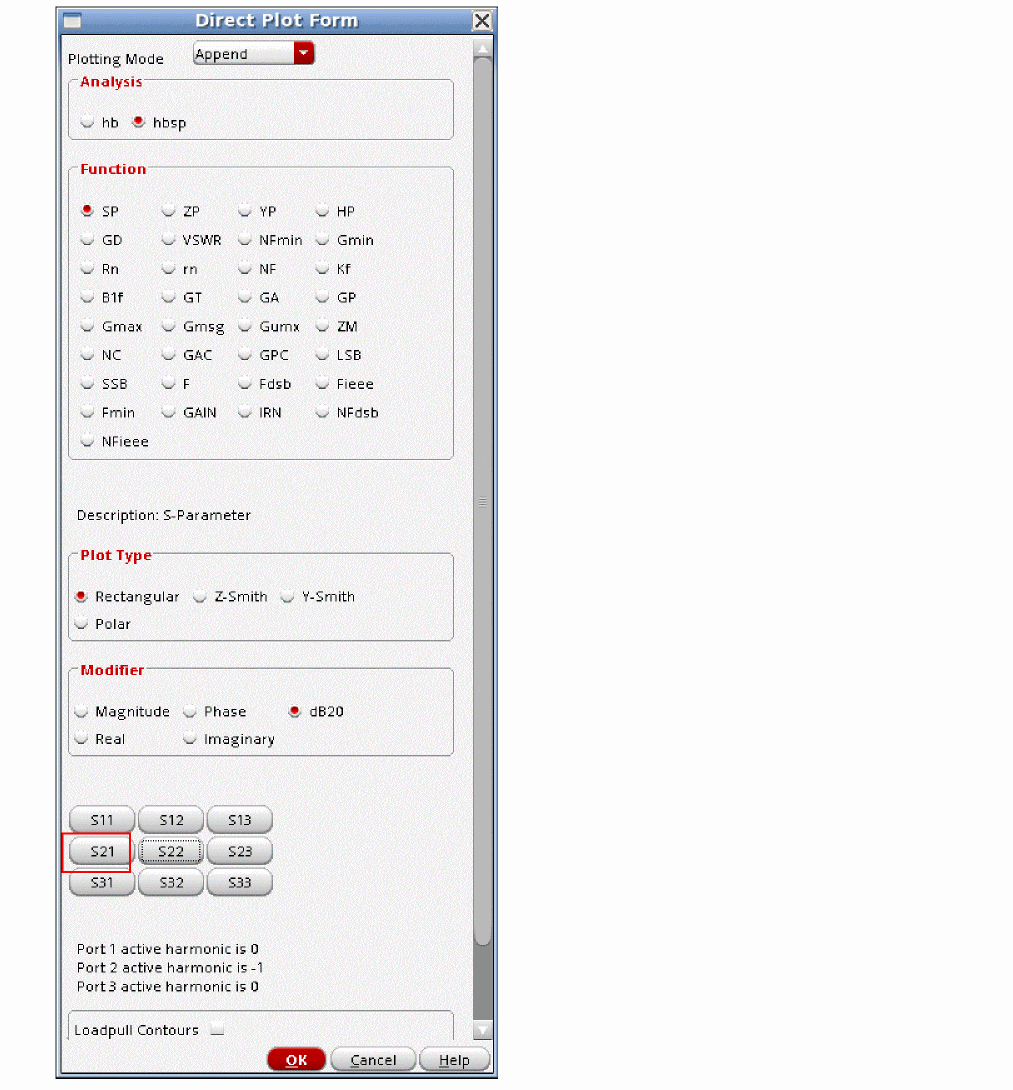 Direct Plot Form
Plotting Mode Append
Analysis
hb hbsp
Function
SP ZP YP HP
GD VSWR NFmin Gmin
Rn rn NF Kf
B1f GT GA GP
Gmax Gmsg Gumx ZM
NC GAC GPC LSB
SSB F Fdsb Fieee
Fmin GAIN IRN NFdsb
NFieee
Description: S-Parameter
Plot Type
Rectangular Z-Smith Y-Smith
Polar
Modifier
Magnitude Phase dB20
Real Imaginary
S11 S12 S13
S21 S22 S23
S31 S32 S33
Port 1 active harmonic is 0
Port 2 active harmonic is -1
Port 3 active harmonic is 0
Loadpull Contours
OK Cancel Help